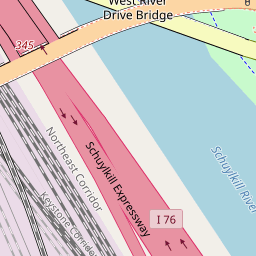 West River
Drive Bridge
345
Schuylkill River
Northeast Corridor
Schuylkill Expressway
I 76
Keystone Corridor